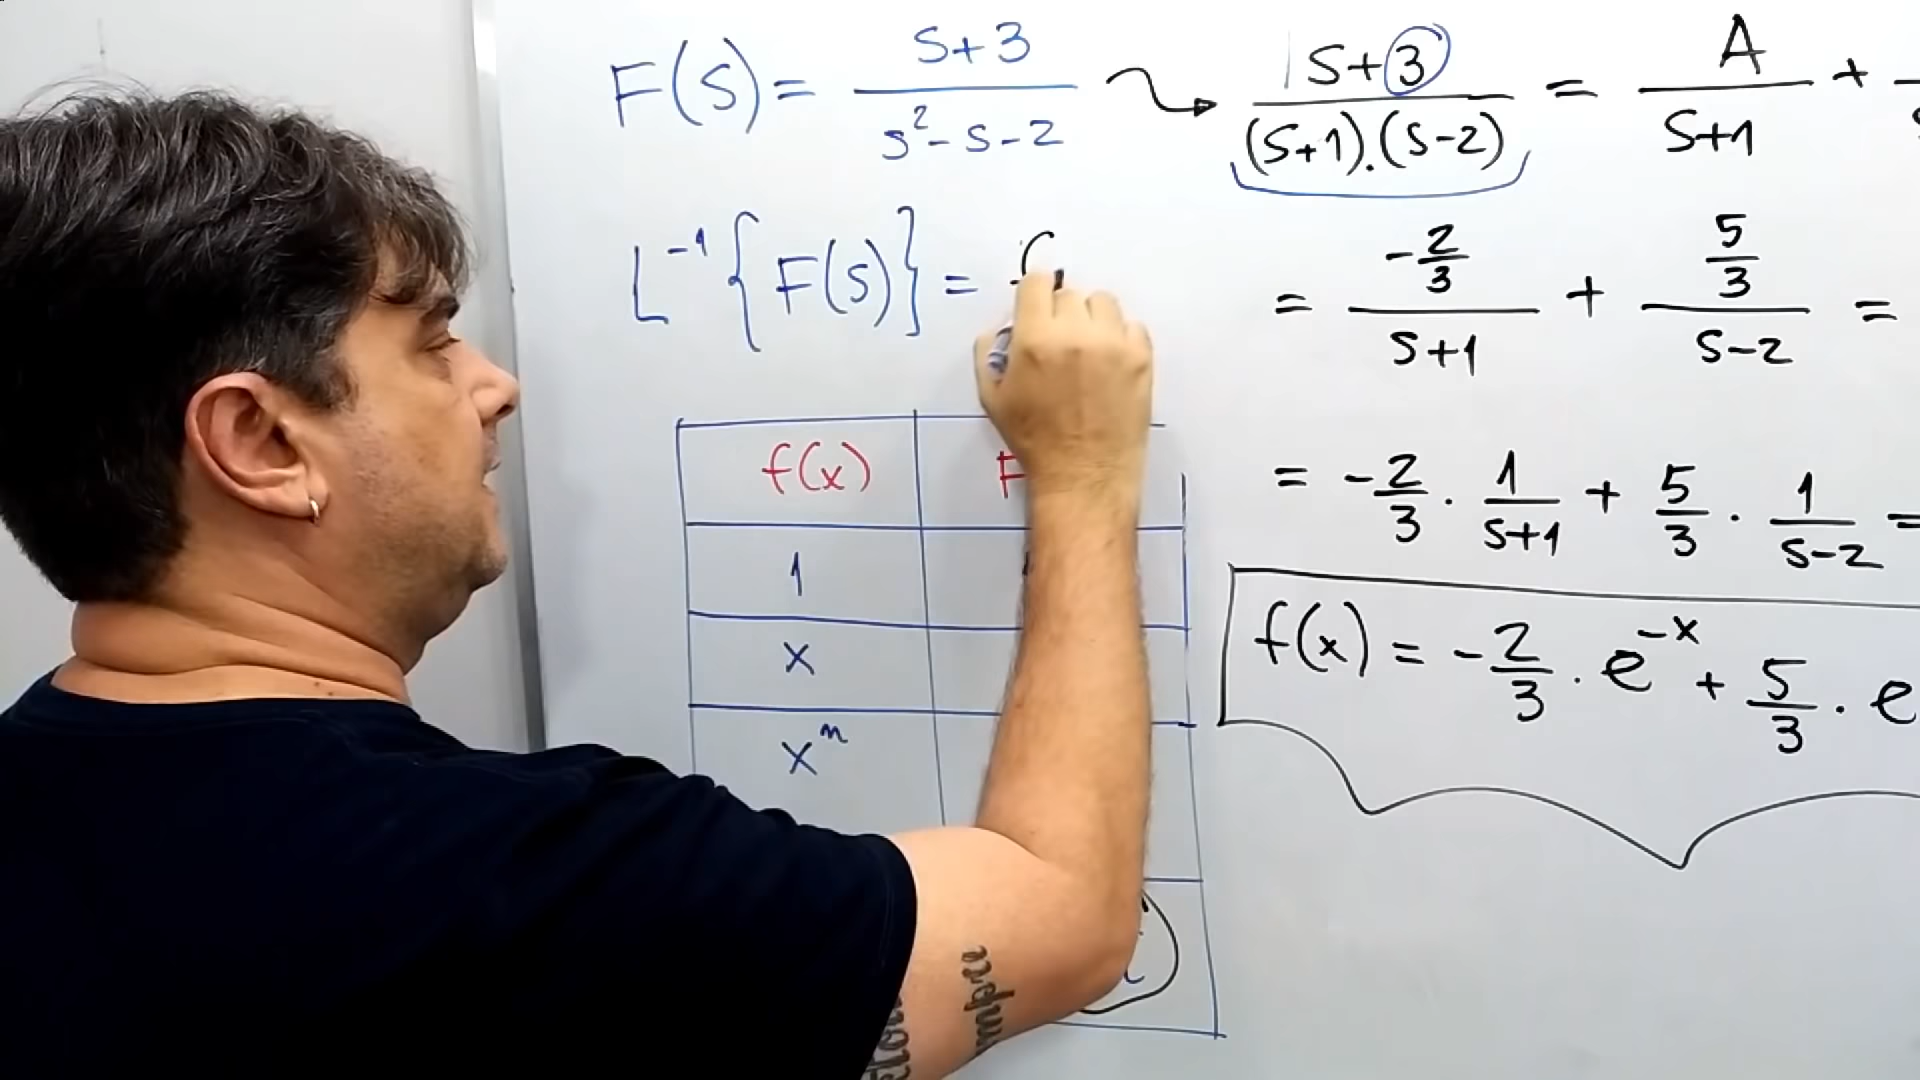 F(s) = s+3 / s²-s-2 → s+3 / (s+1).(s-2) = A / s+1 +
L⁻¹{F(s)} = f
= -2/3 / s+1 + 5/3 / s-2 =
f(x) F
= -2/3 . 1/s+1 + 5/3 . 1/s-2 =
1
f(x) = -2/3 . e⁻ˣ + 5/3 . e
x
xⁿ